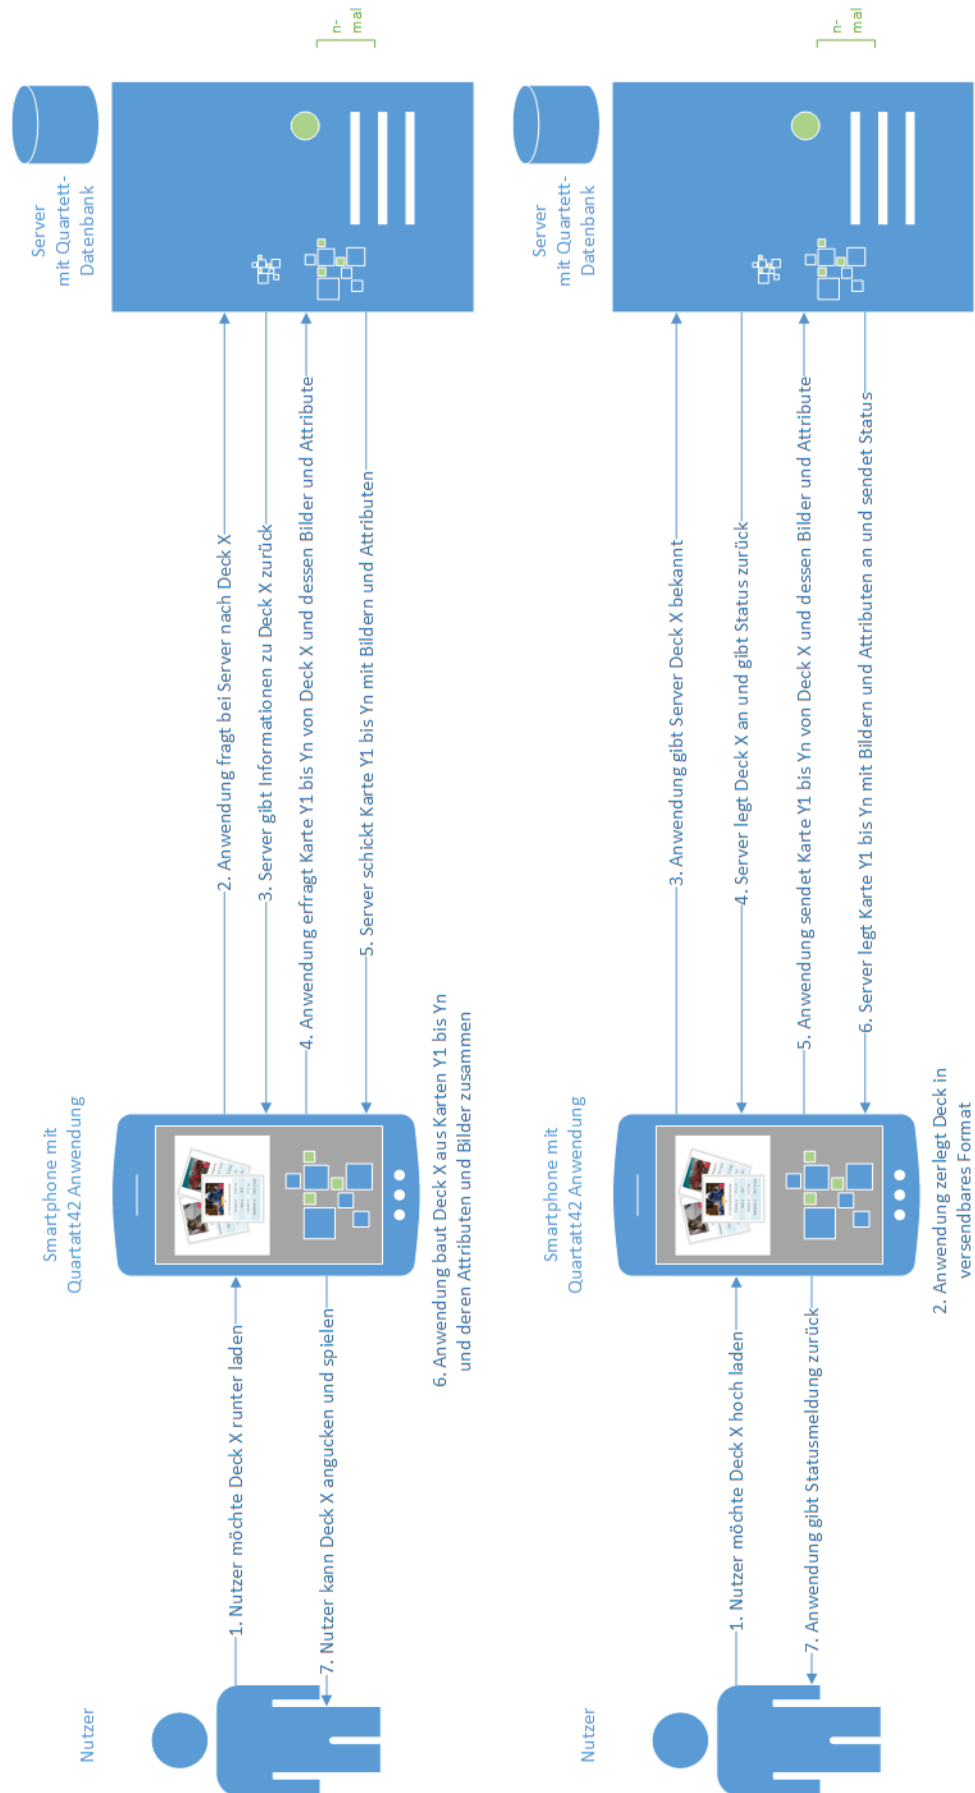 Nutzer
Smartphone mit
Quartatt42 Anwendung
Server
mit Quartett-
Datenbank
1. Nutzer möchte Deck X runter laden
2. Anwendung fragt bei Server nach Deck X
3. Server gibt Informationen zu Deck X zurück
4. Anwendung erfragt Karte Y1 bis Yn von Deck X und dessen Bilder und Attribute
5. Server schickt Karte Y1 bis Yn mit Bildern und Attributen
n-
mal
6. Anwendung baut Deck X aus Karten Y1 bis Yn
und deren Attributen und Bilder zusammen
7. Nutzer kann Deck X angucken und spielen
Nutzer
Smartphone mit
Quartatt42 Anwendung
Server
mit Quartett-
Datenbank
1. Nutzer möchte Deck X hoch laden
2. Anwendung zerlegt Deck in
versendbares Format
3. Anwendung gibt Server Deck X bekannt
4. Server legt Deck X an und gibt Status zurück
5. Anwendung sendet Karte Y1 bis Yn von Deck X und dessen Bilder und Attribute
6. Server legt Karte Y1 bis Yn mit Bildern und Attributen an und sendet Status
n-
mal
7. Anwendung gibt Statusmeldung zurück